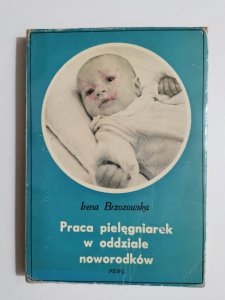 Irena Brzozowska
Praca pielęgniarek
w oddziale
noworodków
PZWL